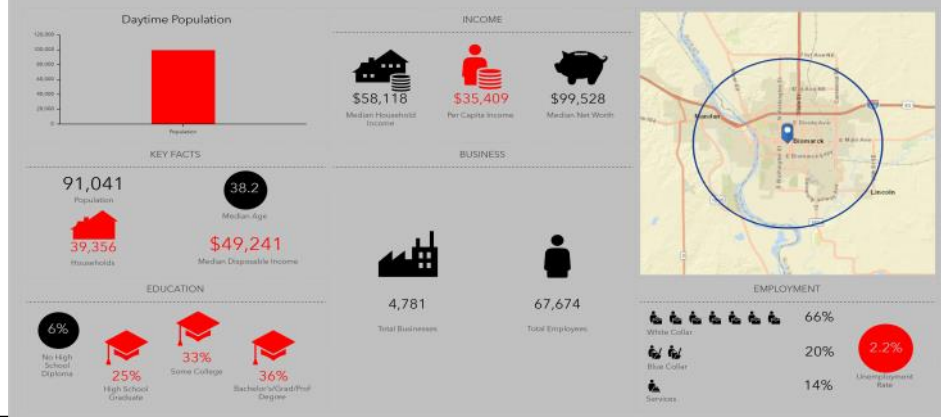 Daytime Population
120,000
100,000
80,000
60,000
40,000
20,000
0
Population
INCOME
$58,118
Median Household
Income
$35,409
Per Capita Income
$99,528
Median Net Worth
KEY FACTS
91,041
Population
38.2
Median Age
39,356
Households
$49,241
Median Disposable Income
BUSINESS
4,781
Total Businesses
67,674
Total Employees
Mandan
Bismarck
Lincoln
EDUCATION
6%
No High
School
Diploma
25%
High School
Graduate
33%
Some College
36%
Bachelor's/Grad/Prof
Degree
EMPLOYMENT
66%
White Collar
20%
Blue Collar
14%
Services
2.2%
Unemployment
Rate